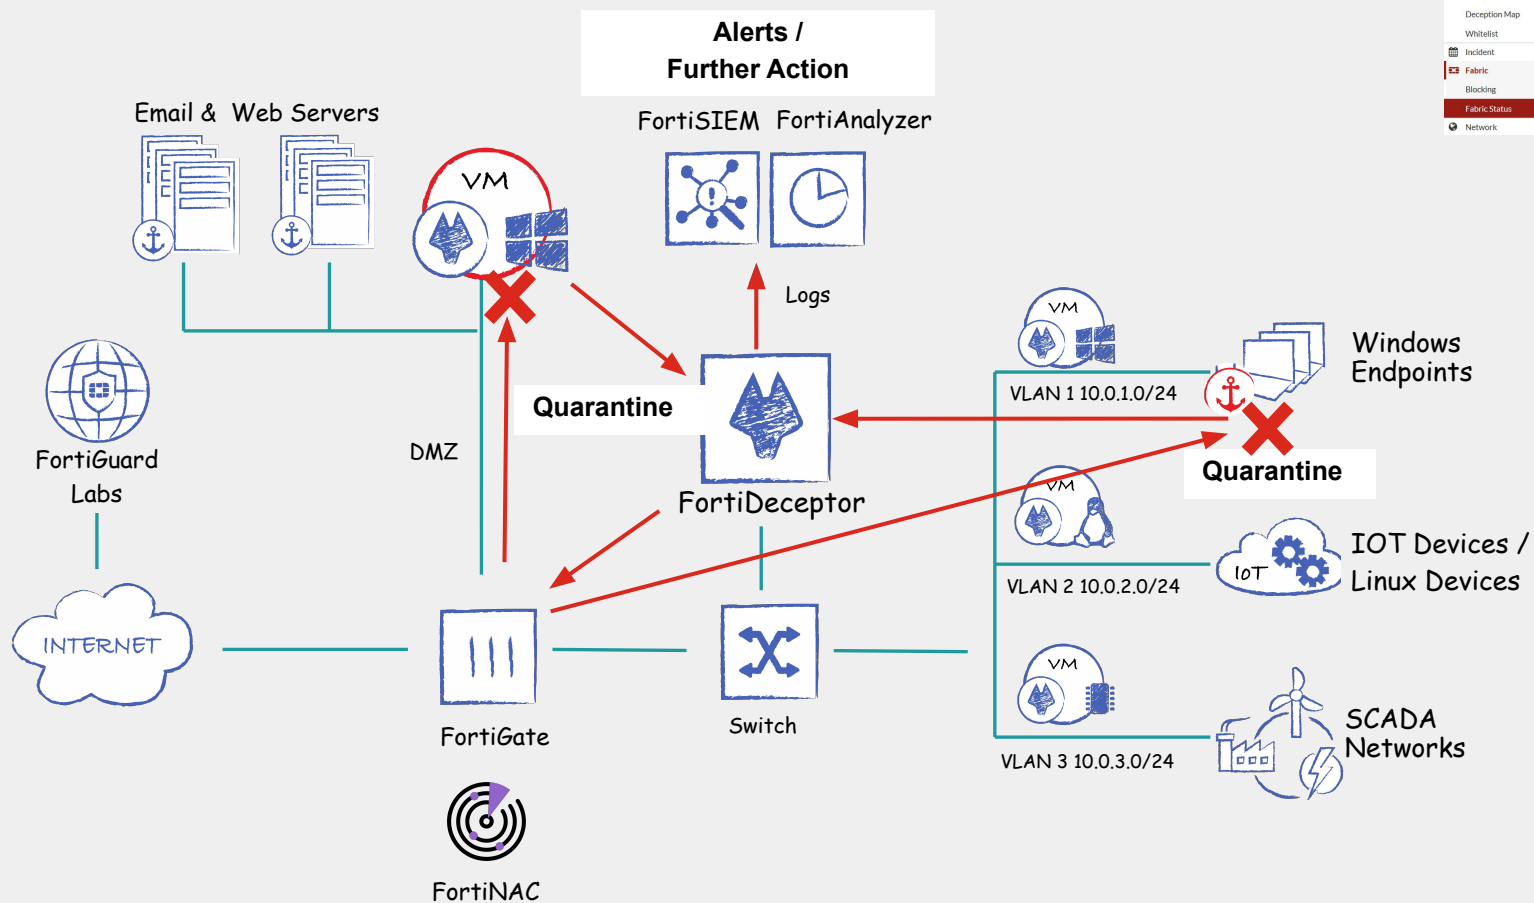 Alerts /
Further Action
Deception Map
Whitelist
Incident
Fabric
Blocking
Fabric Status
Network
Email & Web Servers
FortiSIEM FortiAnalyzer
VM
!
Logs
VM
Windows
Endpoints
VLAN 1 10.0.1.0/24
Quarantine
DMZ
FortiGuard
Labs
Quarantine
VM
FortiDeceptor
IOT Devices /
Linux Devices
IoT
VLAN 2 10.0.2.0/24
INTERNET
VM
SCADA
Networks
Switch
FortiGate
VLAN 3 10.0.3.0/24
FortiNAC